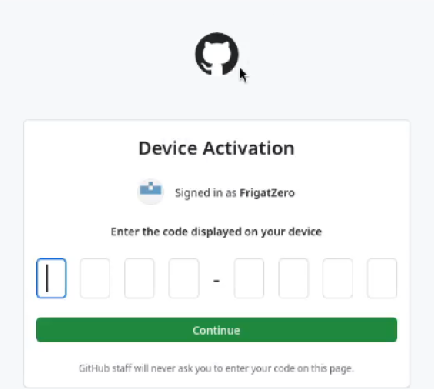 Device Activation
Signed in as FrigatZero
Enter the code displayed on your device
-
Continue
GitHub staff will never ask you to enter your code on this page.